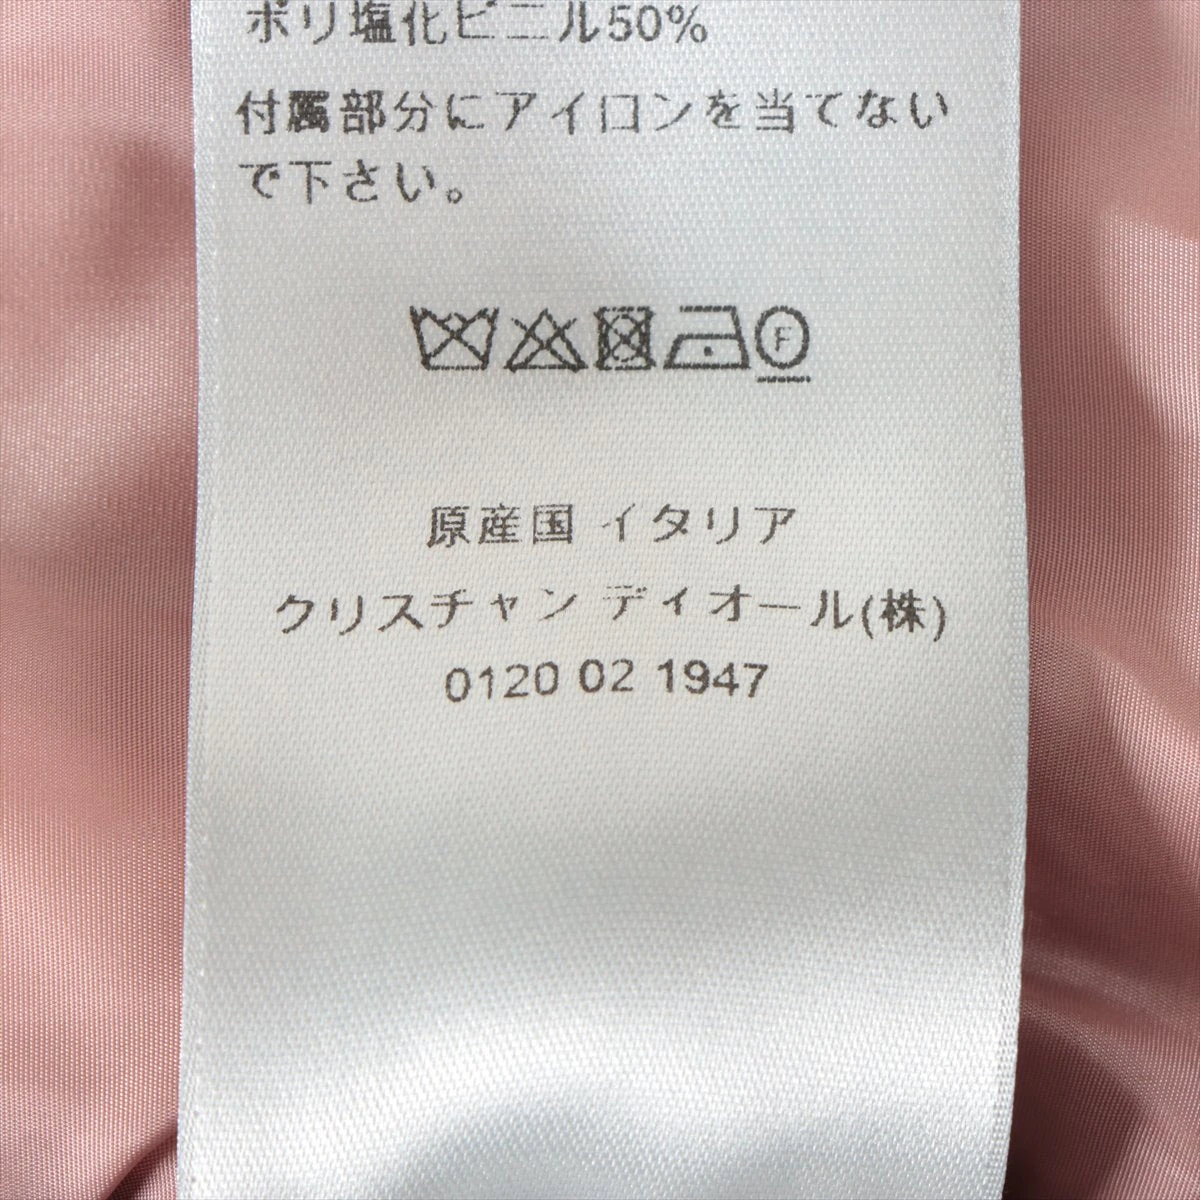 ポリ塩化ビニル50%
付属部分にアイロンを当てない
で下さい。
F
原産国 イタリア
クリスチャン ディオール(株)
0120 02 1947